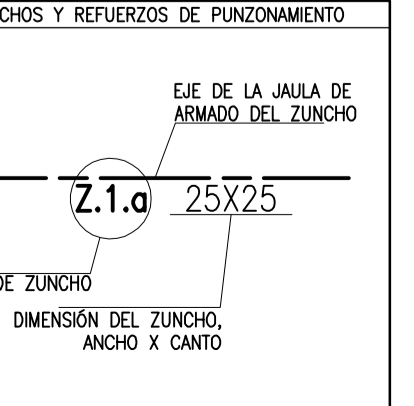 CHOS Y REFUERZOS DE PUNZONAMIENTO
EJE DE LA JAULA DE
ARMADO DEL ZUNCHO
Z.1.a 25X25
DE ZUNCHO
DIMENSIÓN DEL ZUNCHO,
ANCHO X CANTO